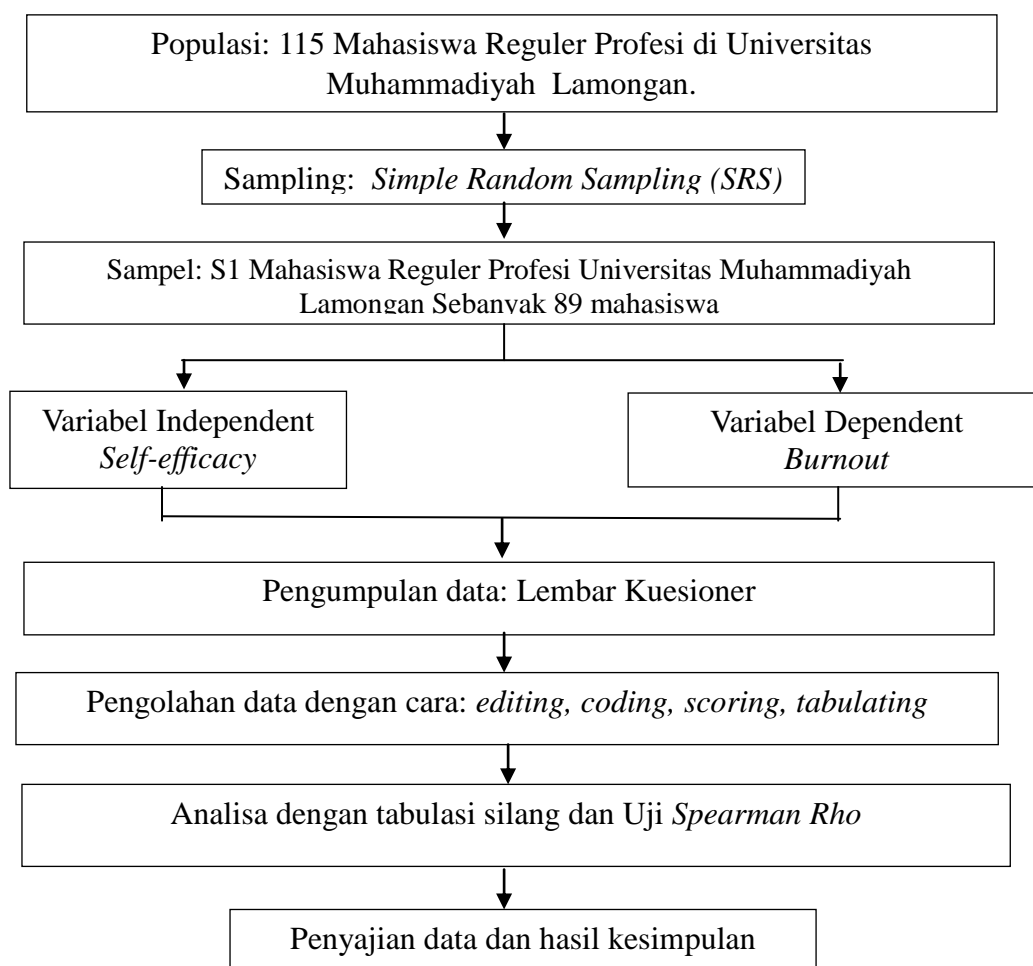 Populasi: 115 Mahasiswa Reguler Profesi di Universitas
Muhammadiyah Lamongan.
Sampling: Simple Random Sampling (SRS)
Sampel: S1 Mahasiswa Reguler Profesi Universitas Muhammadiyah
Lamongan Sebanyak 89 mahasiswa
Variabel Independent
Self-efficacy
Variabel Dependent
Burnout
Pengumpulan data: Lembar Kuesioner
Pengolahan data dengan cara: editing, coding, scoring, tabulating
Analisa dengan tabulasi silang dan Uji Spearman Rho
Penyajian data dan hasil kesimpulan